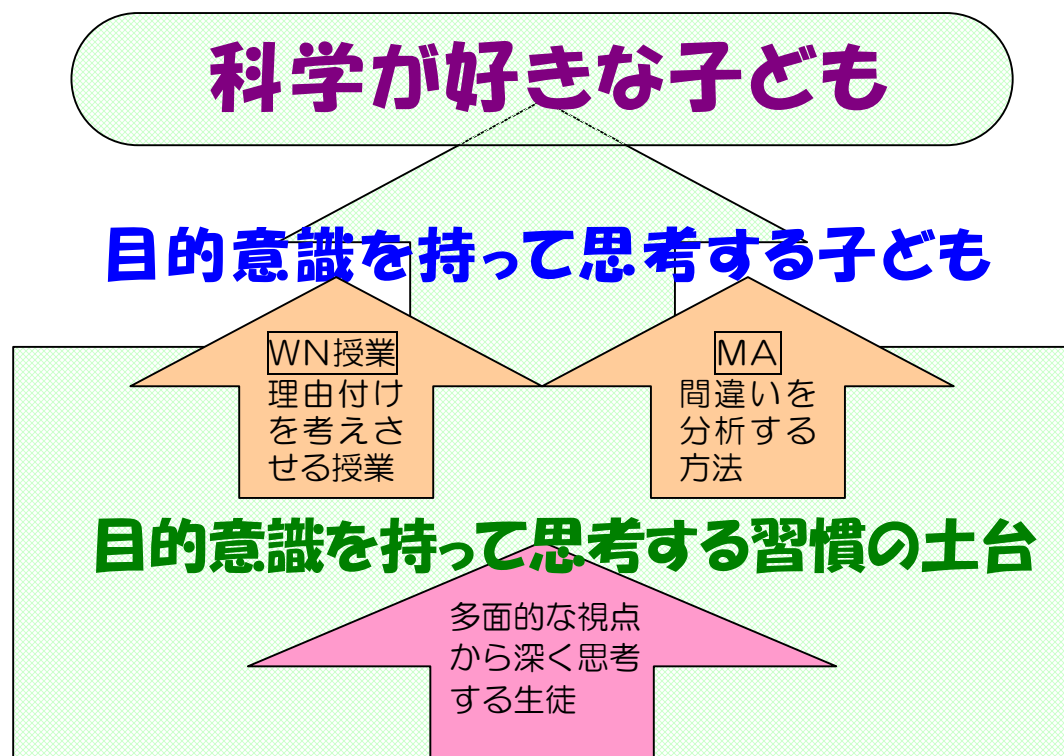 科学が好きな子ども
目的意識を持って思考する子ども
WN授業
理由付け
を考えさ
せる授業
MA
間違いを
分析する
方法
目的意識を持って思考する習慣の土台
多面的な視点
から深く思考
する生徒